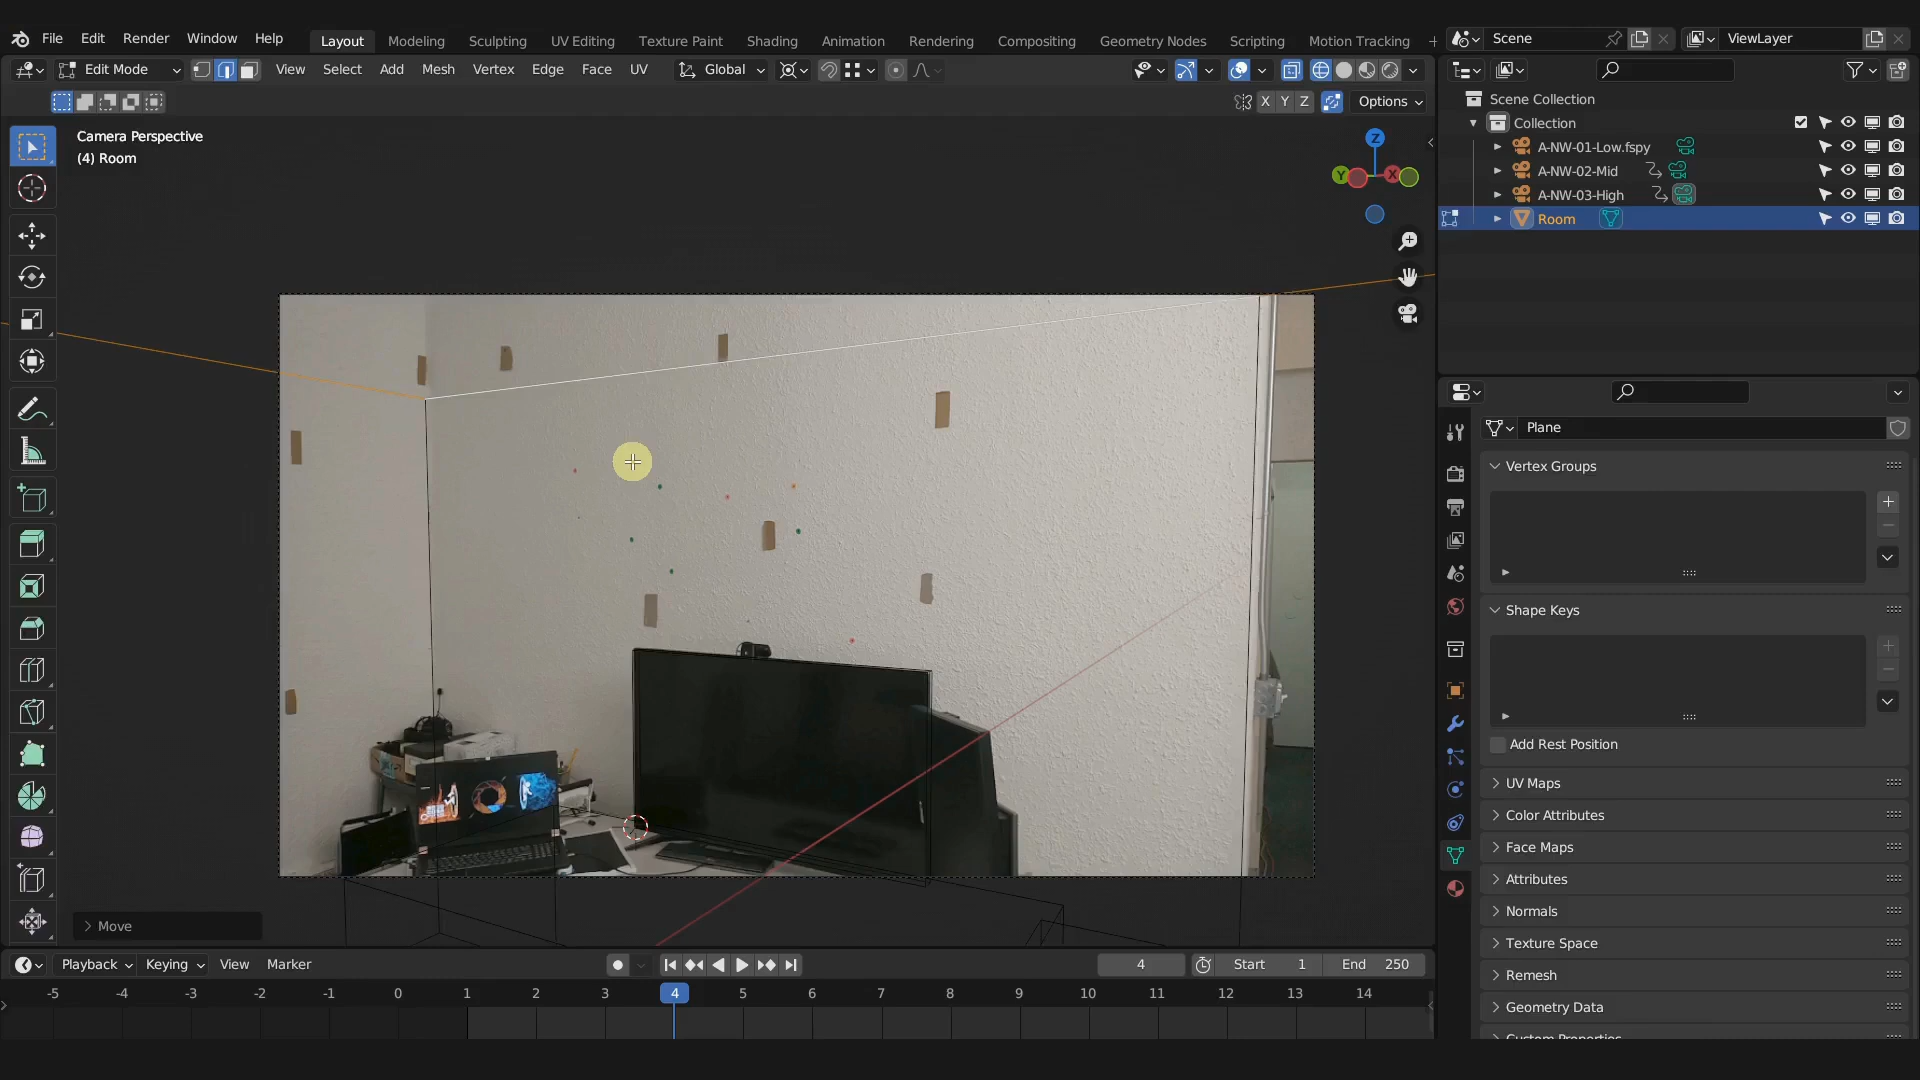 File Edit Render Window Help
Layout Modeling Sculpting UV Editing Texture Paint Shading Animation Rendering Compositing Geometry Nodes Scripting Motion Tracking +
Scene
ViewLayer
Edit Mode View Select Add Mesh Vertex Edge Face UV Global
X Y Z Options
Camera Perspective
(4) Room
Z
Y X
Scene Collection
Collection
A-NW-01-Low.fspy
A-NW-02-Mid
A-NW-03-High
Room
Plane
Vertex Groups
Shape Keys
Add Rest Position
UV Maps
Color Attributes
Face Maps
Attributes
Normals
Texture Space
Remesh
Geometry Data
Custom Properties
Move
Playback Keying View Marker
4 Start 1 End 250
-5 -4 -3 -2 -1 0 1 2 3 4 5 6 7 8 9 10 11 12 13 14